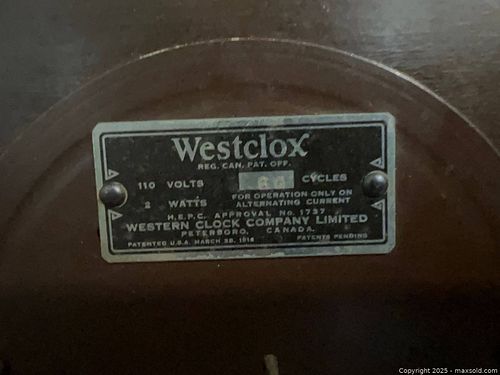 Westclox
REG. CAN. PAT. OFF.
110 VOLTS 60 CYCLES
2 WATTS FOR OPERATION ONLY ON
ALTERNATING CURRENT
H.E.P.C. APPROVAL No. 1737
WESTERN CLOCK COMPANY LIMITED
PETERBORO, CANADA.
PATENTED U.S.A. MARCH 28, 1916 PATENTS PENDING
Copyright © 2025 - maxsold.com